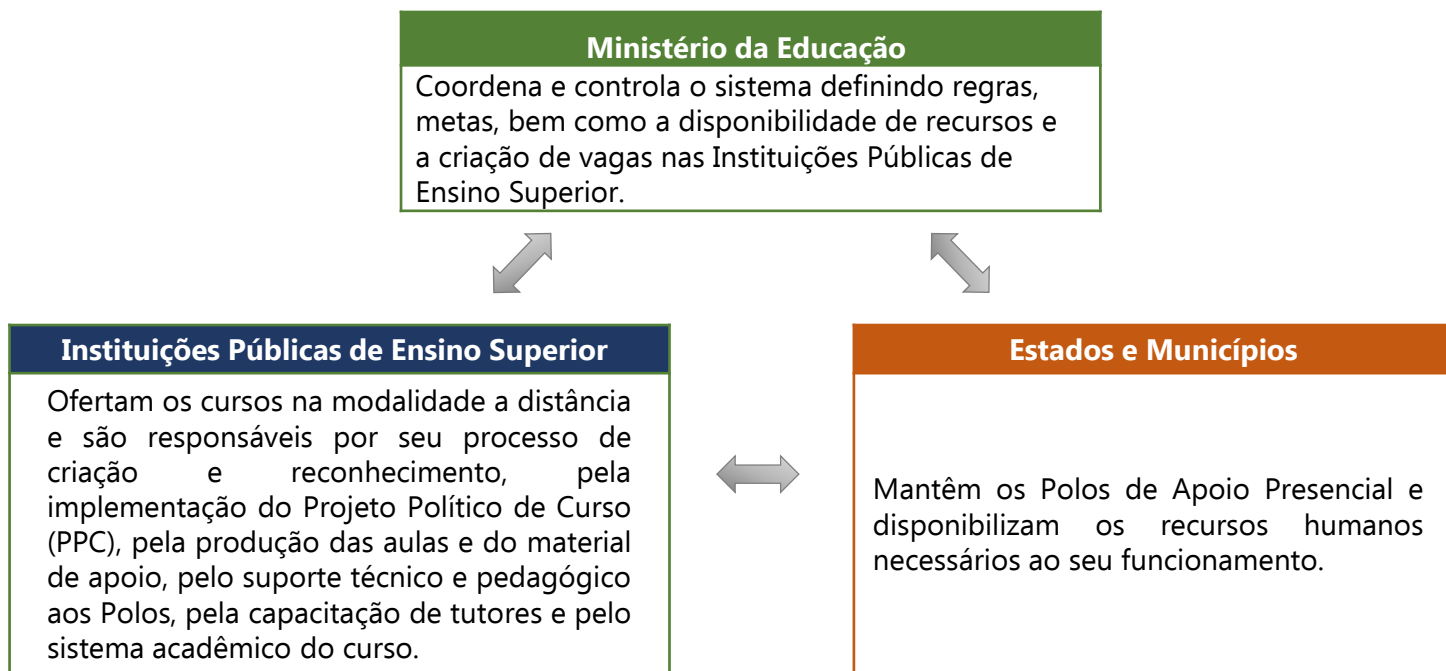 Ministério da Educação
Coordena e controla o sistema definindo regras,
metas, bem como a disponibilidade de recursos e
a criação de vagas nas Instituições Públicas de
Ensino Superior.
Instituições Públicas de Ensino Superior
Ofertam os cursos na modalidade a distância
e são responsáveis por seu processo de
criação e reconhecimento, pela
implementação do Projeto Político de Curso
(PPC), pela produção das aulas e do material
de apoio, pelo suporte técnico e pedagógico
aos Polos, pela capacitação de tutores e pelo
sistema acadêmico do curso.
Estados e Municípios
Mantêm os Polos de Apoio Presencial e
disponibilizam os recursos humanos
necessários ao seu funcionamento.